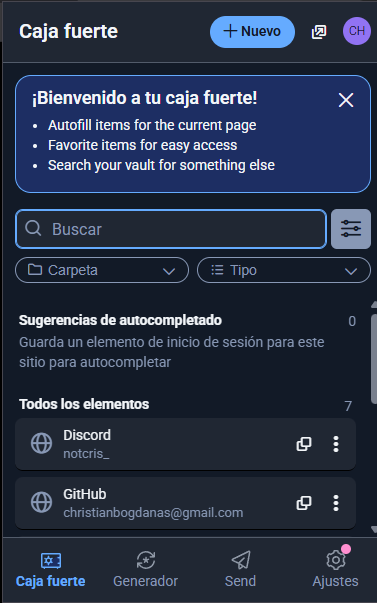 Caja fuerte
Nuevo
CH
¡Bienvenido a tu caja fuerte!
Autofill items for the current page
Favorite items for easy access
Search your vault for something else
Buscar
Carpeta
Tipo
Sugerencias de autocompletado 0
Guarda un elemento de inicio de sesión para este
sitio para autocompletar
Todos los elementos 7
Discord
notcris_
GitHub
christianbogdanas@gmail.com
Caja fuerte Generador Send Ajustes